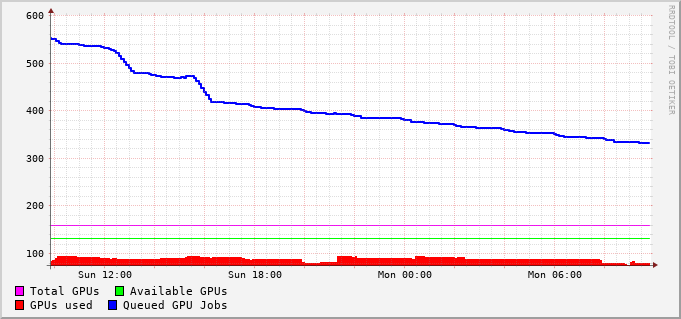 600
500
400
300
200
100
Sun 12:00 Sun 18:00 Mon 00:00 Mon 06:00
Total GPUs Available GPUs
GPUs used Queued GPU Jobs
RRDTOOL / TOBI OETIKER